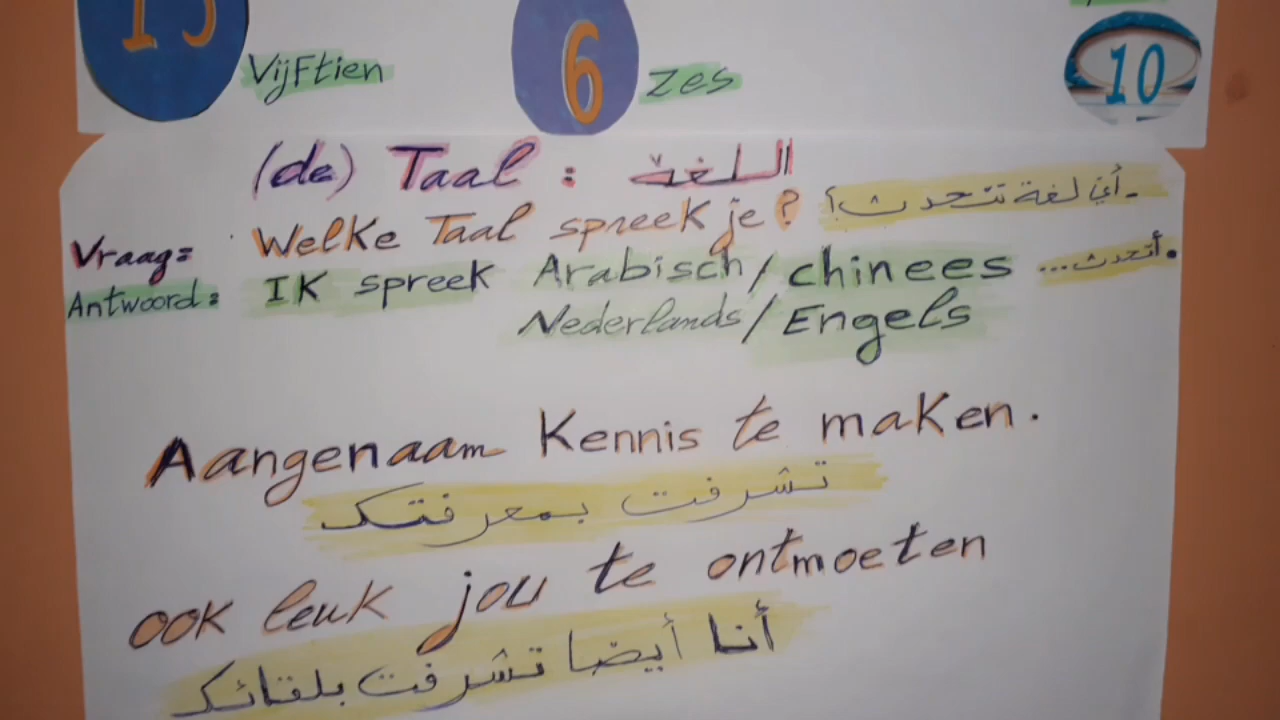 15 VijFtien 6 zes 10
(de) Taal : اللغة
Vraag: Welke Taal spreek je? - أي لغة تتحدث؟
Antwoord: IK spreek Arabisch / chinees أتحدث...
Nederlands / Engels
Aangenaam Kennis te maken.
تشرفت بمعرفتك
ook leuk jou te ontmoeten
أنا أيضا تشرفت بلقائك